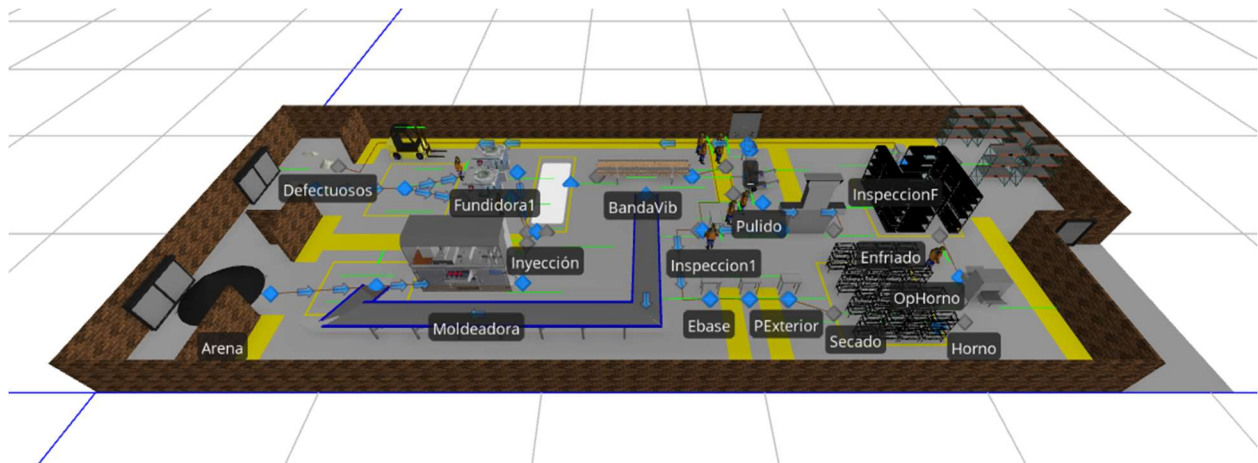 Defectuosos
Fundidora1
BandaVib
InspeccionF
Pulido
Inyección
Inspeccion1
Enfriado
OpHorno
Moldeadora
Ebase
PExterior
Arena
Secado
Horno